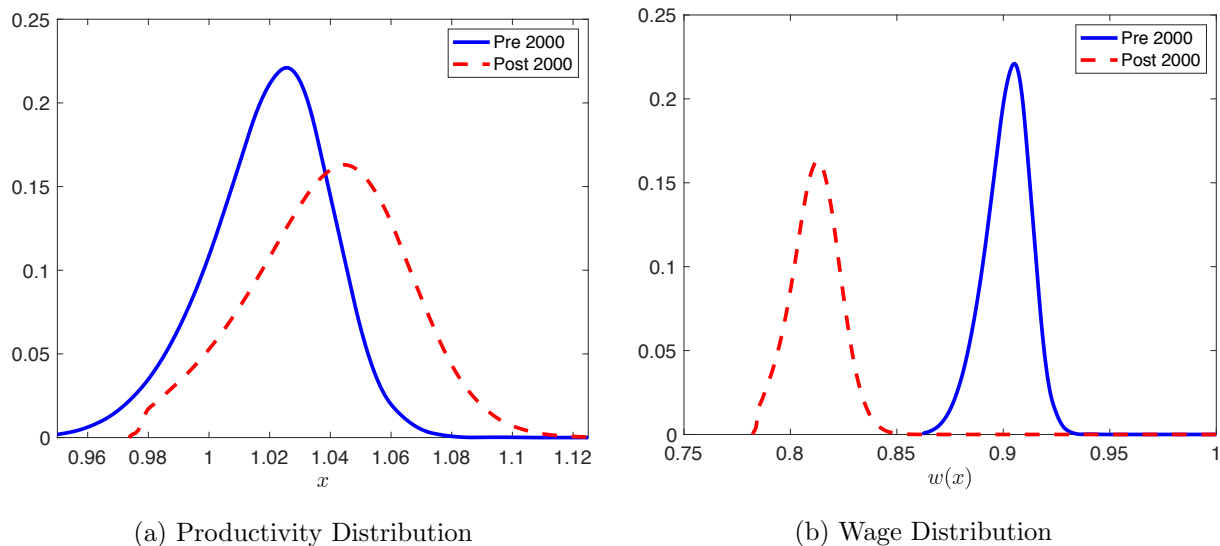 0.25
0.2
0.15
0.1
0.05
0
0.96 0.98 1 1.02 1.04 1.06 1.08 1.1 1.12
x
Pre 2000
Post 2000
(a) Productivity Distribution
0.25
0.2
0.15
0.1
0.05
0
0.75 0.8 0.85 0.9 0.95 1
w(x)
Pre 2000
Post 2000
(b) Wage Distribution